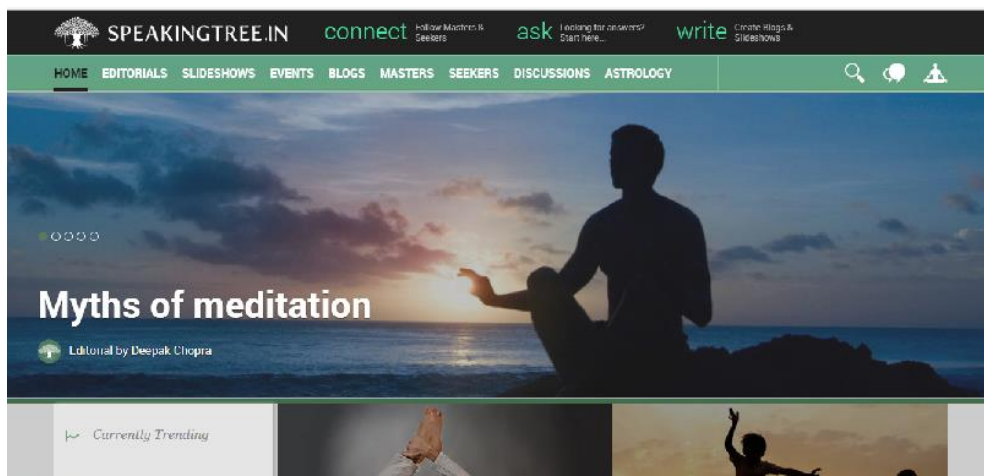 SPEAKINGTREE.IN
connect Follow Masters & Seekers
ask Looking for answers? Start here...
write Create Blogs & Slideshows
HOME EDITORIALS SLIDESHOWS EVENTS BLOGS MASTERS SEEKERS DISCUSSIONS ASTROLOGY
Myths of meditation
Editorial by Deepak Chopra
Currently Trending